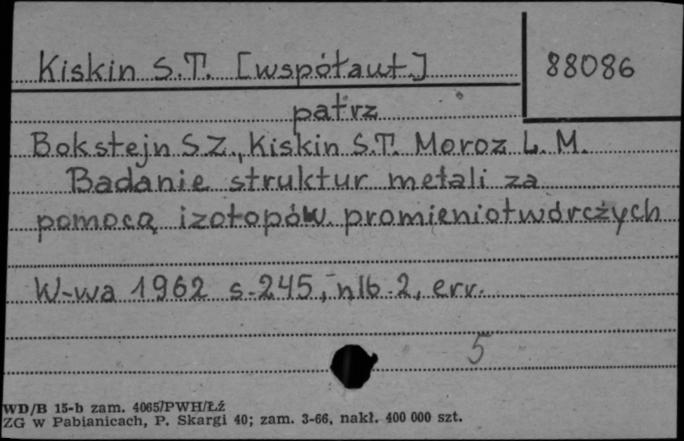 Kiskin S.T. [współaut.]
88086
patrz
Bokstejn S.Z., Kiskin S.T. Moroz L. M.
Badanie struktur metali za
pomocą izotopów promieniotwórczych
W-wa 1962 s. 245, nlb. 2, err.
5
WD/B 15-b zam. 4065/PWH/Łź
ZG w Pabianicach, P. Skargi 40; zam. 3-66, nakł. 400 000 szt.